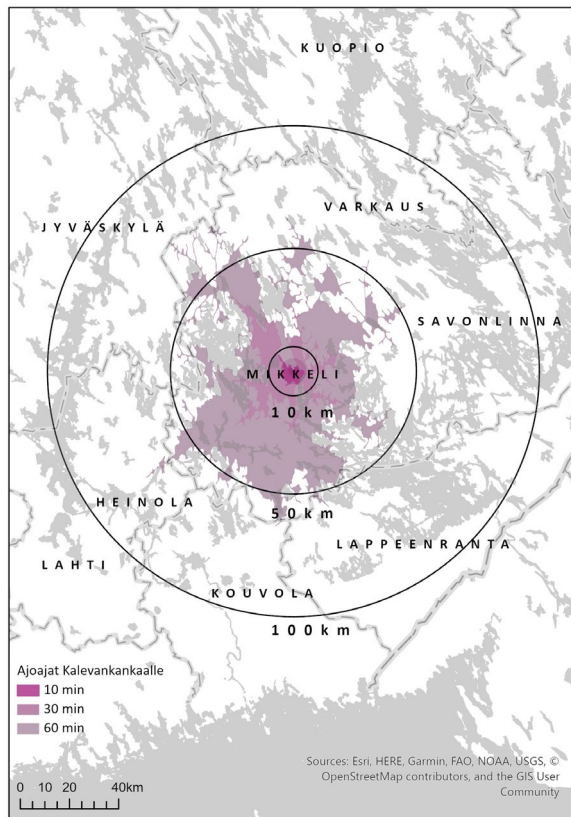 KUOPIO
VARKAUS
JYVÄSKYLÄ
SAVONLINNA
MIKKELI
10km
HEINOLA
50km
LAPPEENRANTA
LAHTI
KOUVOLA
100km
Ajoajat Kalevankankaalle
10 min
30 min
60 min
Sources: Esri, HERE, Garmin, FAO, NOAA, USGS, ©
OpenStreetMap contributors, and the GIS User
Community
0 10 20 40km